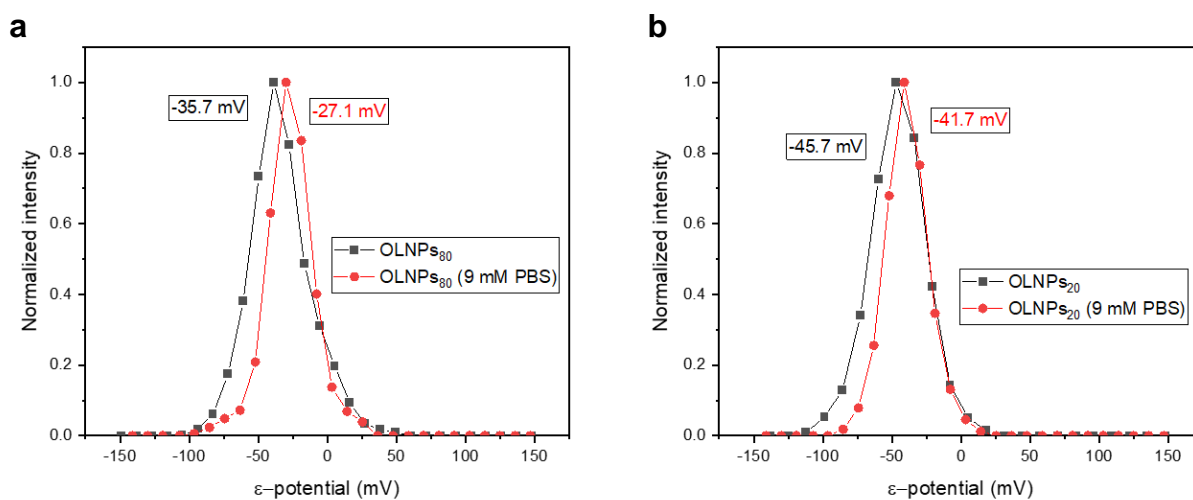 a
1.0
0.8
0.6
0.4
0.2
0.0
Normalized intensity
-35.7 mV
-27.1 mV
OLNPs₈₀
OLNPs₈₀ (9 mM PBS)
-150 -100 -50 0 50 100 150
ε–potential (mV)
b
1.0
0.8
0.6
0.4
0.2
0.0
Normalized intensity
-45.7 mV
-41.7 mV
OLNPs₂₀
OLNPs₂₀ (9 mM PBS)
-150 -100 -50 0 50 100 150
ε–potential (mV)